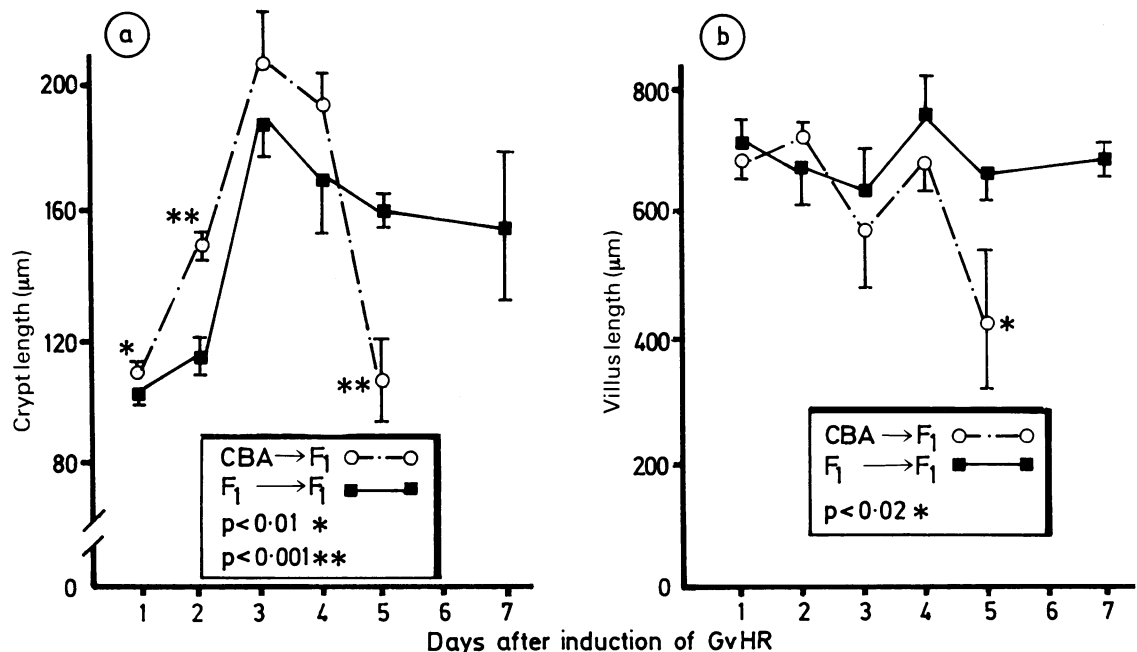 a
200
160
120
80
0
Crypt length (μm)
**
*
**
CBA → F1
F1 → F1
p<0·01 *
p<0·001**
1 2 3 4 5 6 7
b
800
600
400
200
0
Villus length (μm)
*
CBA → F1
F1 → F1
p<0·02 *
1 2 3 4 5 6 7
Days after induction of GvHR